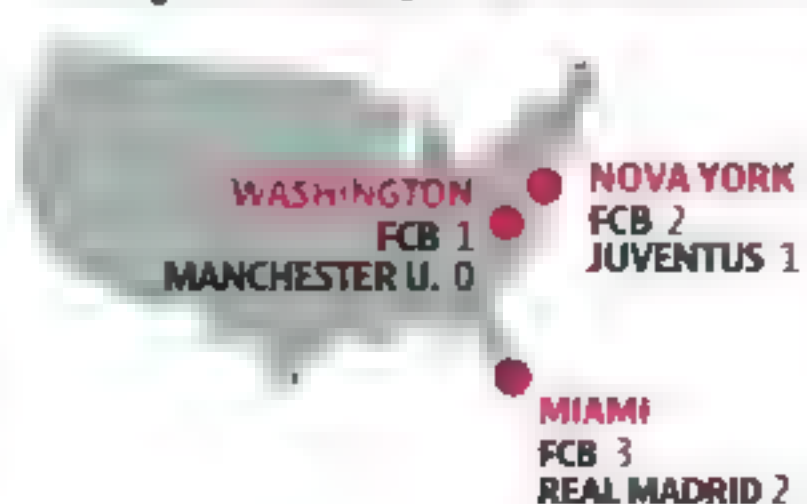 WASHINGTON
FCB 1
MANCHESTER U. 0
NOVA YORK
FCB 2
JUVENTUS 1
MIAMI
FCB 3
REAL MADRID 2